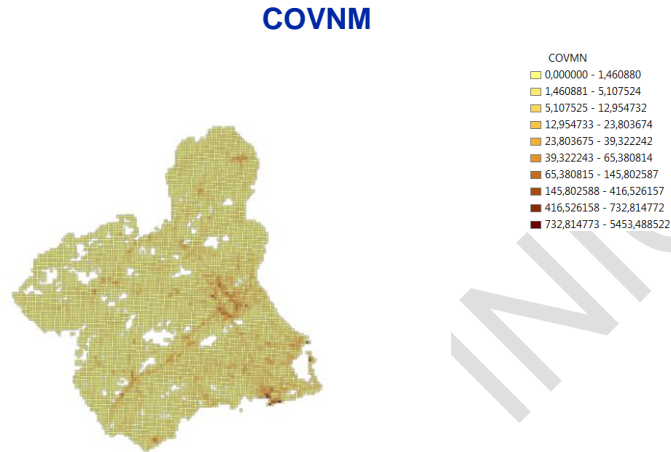 COVNM
COVMN
0,000000 - 1,460880
1,460881 - 5,107524
5,107525 - 12,954732
12,954733 - 23,803674
23,803675 - 39,322242
39,322243 - 65,380814
65,380815 - 145,802587
145,802588 - 416,526157
416,526158 - 732,814772
732,814773 - 5453,488522